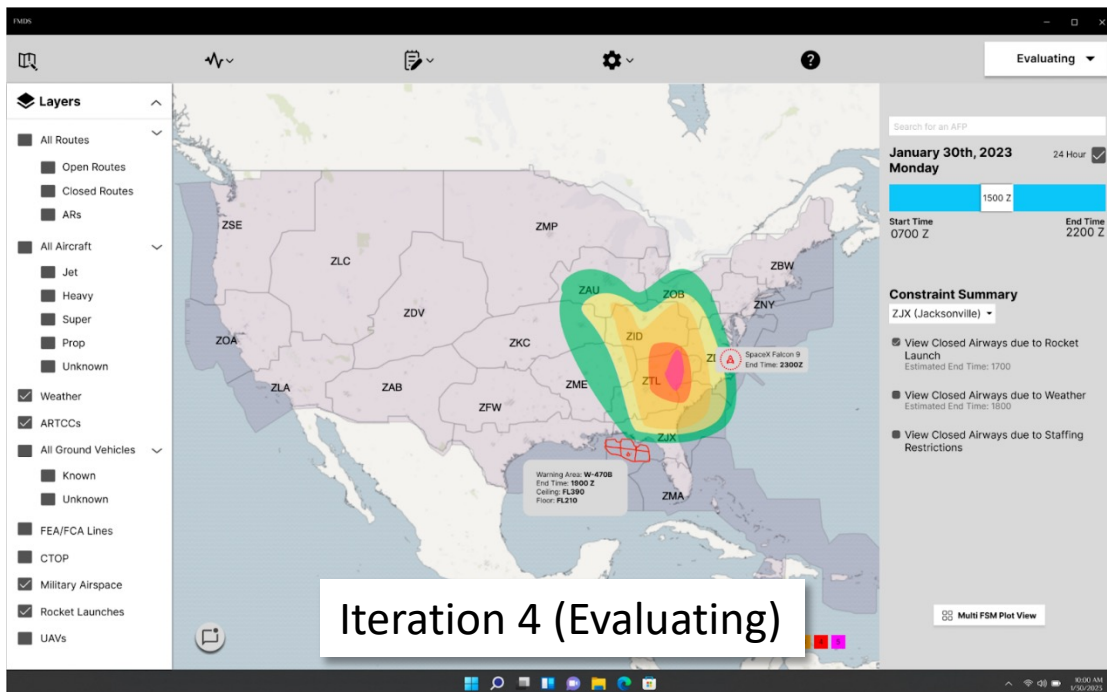 FMDS
Evaluating
Layers
All Routes
Open Routes
Closed Routes
ARs
All Aircraft
Jet
Heavy
Super
Prop
Unknown
Weather
ARTCCs
All Ground Vehicles
Known
Unknown
FEA/FCA Lines
CTOP
Military Airspace
Rocket Launches
UAVs
ZSE
ZLC
ZMP
ZBW
ZAU
ZOB
ZNY
ZDV
ZOA
ZKC
ZID
SpaceX Falcon 9
End Time: 2300Z
ZLA
ZAB
ZME
ZTL
ZFW
ZJX
Warning Area: W-470B
End Time: 1900 Z
Ceiling: FL390
Floor: FL210
ZMA
Search for an AFP
January 30th, 2023
Monday
24 Hour
1500 Z
Start Time
0700 Z
End Time
2200 Z
Constraint Summary
ZJX (Jacksonville)
View Closed Airways due to Rocket
Launch
Estimated End Time: 1700
View Closed Airways due to Weather
Estimated End Time: 1800
View Closed Airways due to Staffing
Restrictions
Multi FSM Plot View
Iteration 4 (Evaluating)
10:00 AM
1/30/2023